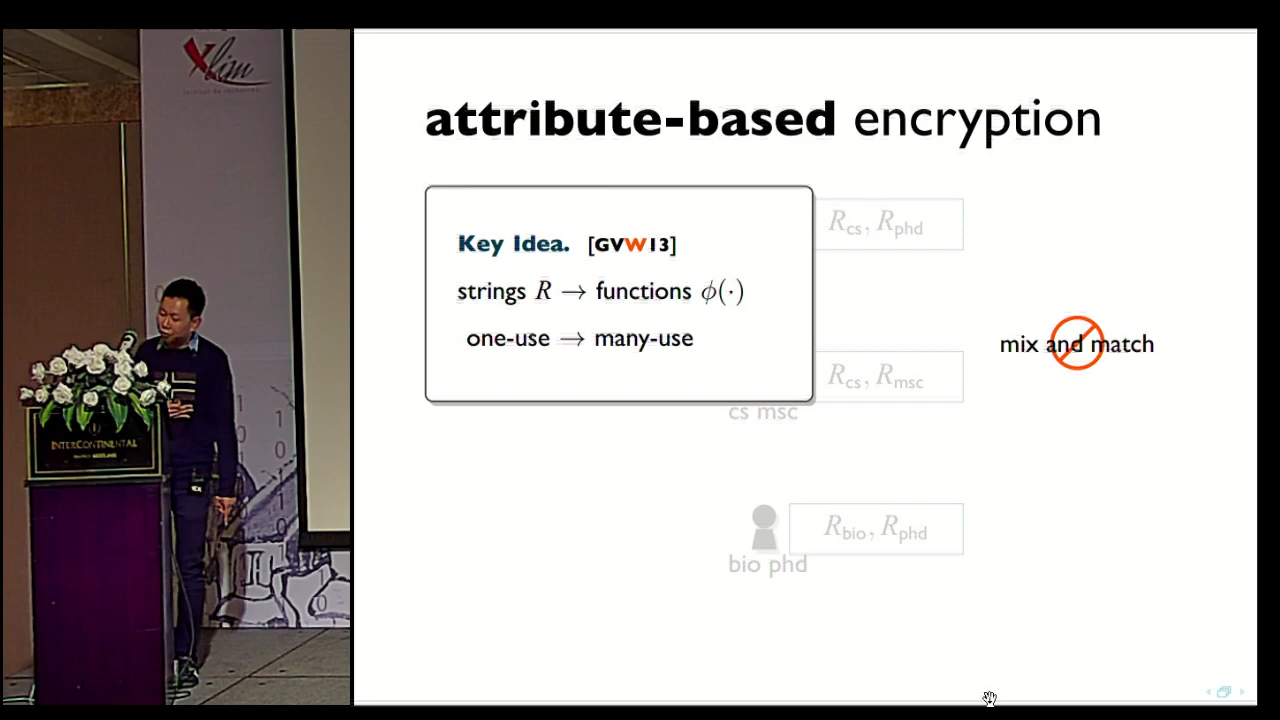 Xlim
attribute-based encryption
Key Idea. [GVW13]
strings R → functions ϕ(·)
one-use → many-use
R_cs, R_phd
mix and match
R_cs, R_msc
cs msc
R_bio, R_phd
bio phd
INTERCONTINENTAL